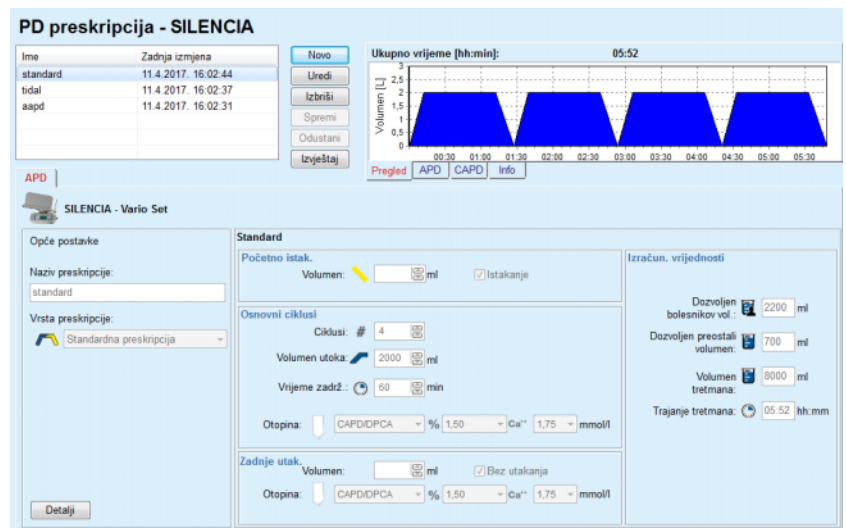 PD preskripcija - SILENCIA
Ime Zadnja izmjena
standard 11.4.2017. 16:02:44
tidal 11.4.2017. 16:02:37
aapd 11.4.2017. 16:02:31
Novo
Uredi
Izbriši
Spremi
Odustani
Izvještaj
Ukupno vrijeme [hh:min]: 05:52
Volumen [L]
3
2,5
2
1,5
1
0,5
0
00:30 01:00 01:30 02:00 02:30 03:00 03:30 04:00 04:30 05:00 05:30
Pregled APD CAPD Info
APD
SILENCIA - Vario Set
Opće postavke
Naziv preskripcije:
standard
Vrsta preskripcije:
Standardna preskripcija
Detalji
Standard
Početno istak.
Volumen: ml Istakanje
Osnovni ciklusi
Ciklusi: # 4
Volumen utoka: 2000 ml
Vrijeme zadrž.: 60 min
Otopina: CAPD/DPCA % 1,50 Ca++ 1,75 mmol/l
Zadnje utak.
Volumen: ml Bez utakanja
Otopina: CAPD/DPCA % 1,50 Ca++ 1,75 mmol/l
Izračun. vrijednosti
Dozvoljen
bolesnikov vol.: 2200 ml
Dozvoljen preostali
volumen: 700 ml
Volumen
tretmana: 8000 ml
Trajanje tretmana: 05:52 hh:mm